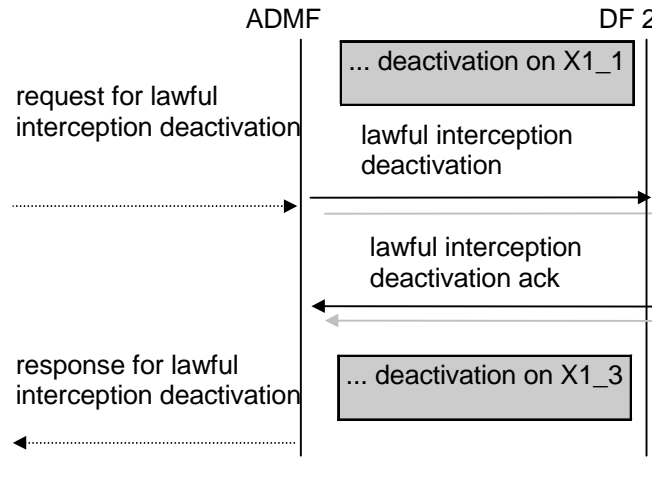 ADMF
DF 2
... deactivation on X1_1
request for lawful
interception deactivation
lawful interception
deactivation
lawful interception
deactivation ack
response for lawful
interception deactivation
... deactivation on X1_3